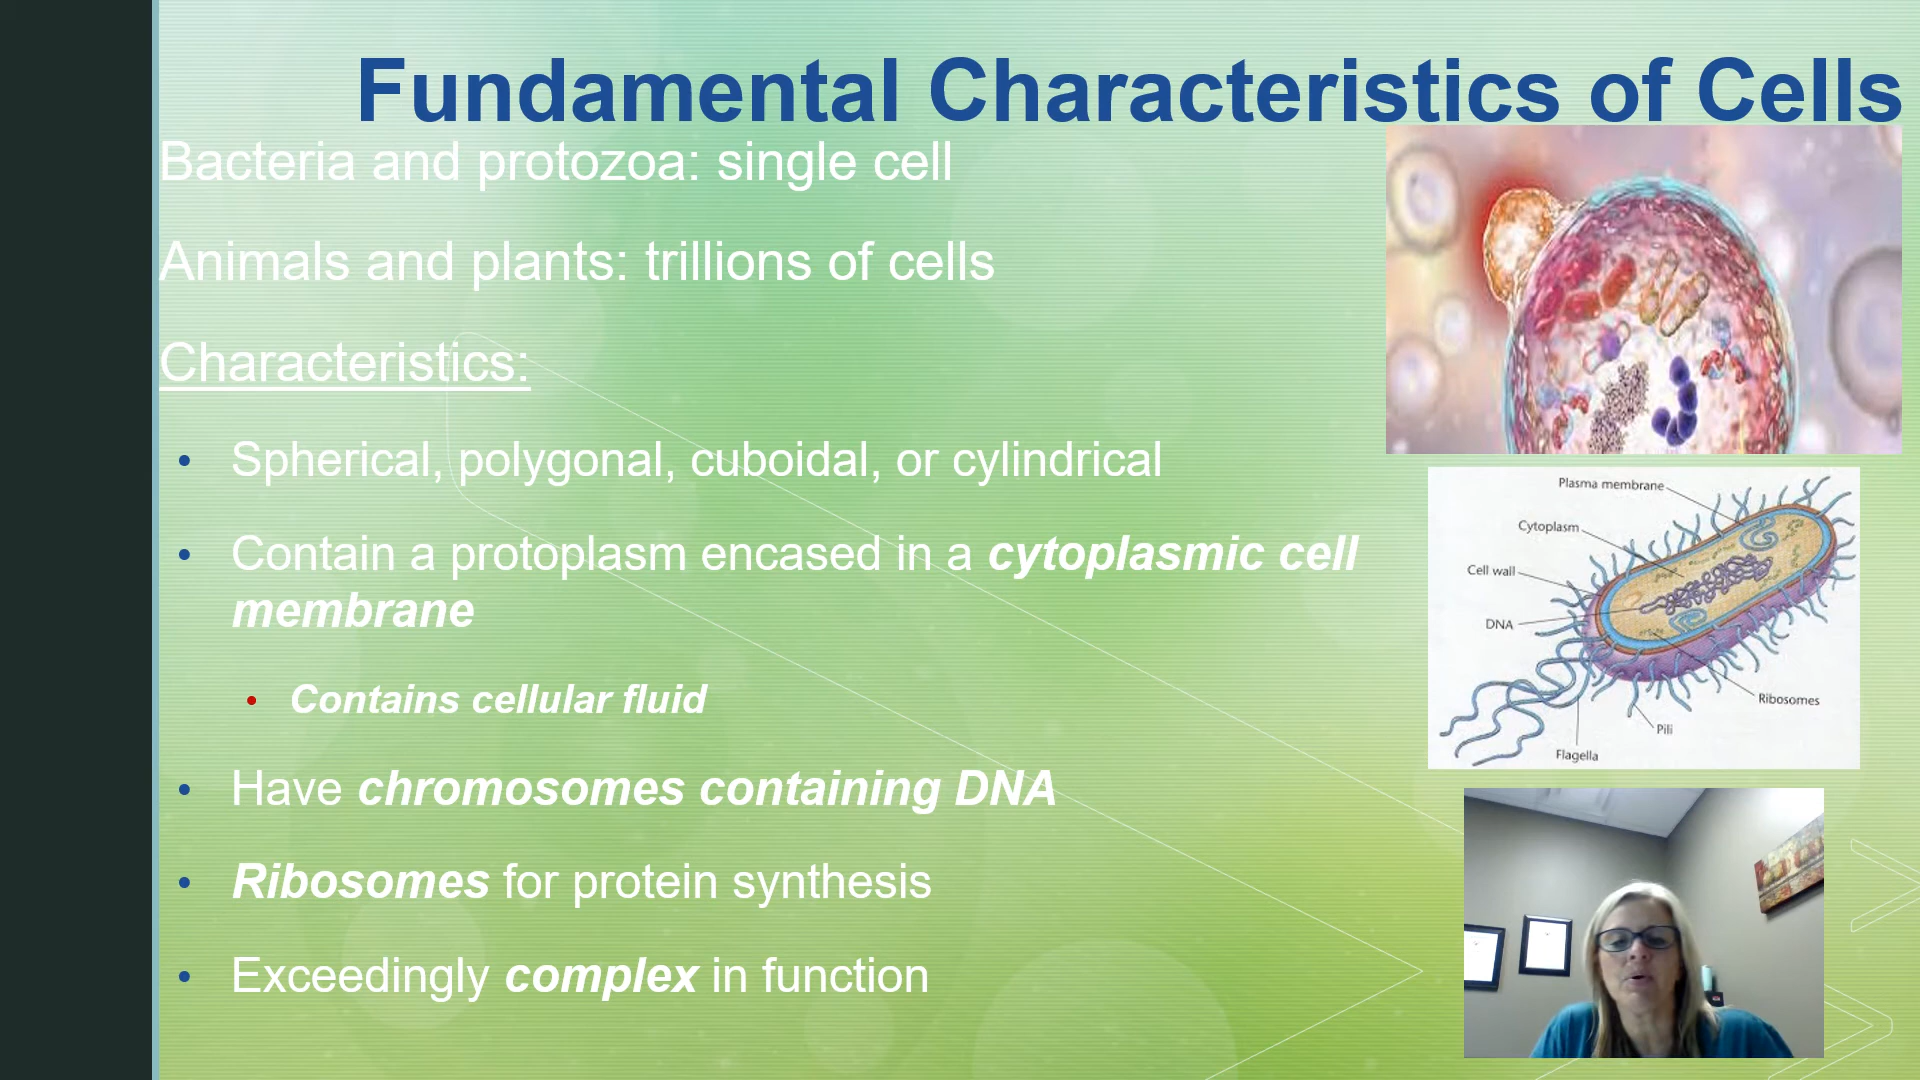 Fundamental Characteristics of Cells
Bacteria and protozoa: single cell
Animals and plants: trillions of cells
Characteristics:
• Spherical, polygonal, cuboidal, or cylindrical
• Contain a protoplasm encased in a cytoplasmic cell
membrane
• Contains cellular fluid
• Have chromosomes containing DNA
• Ribosomes for protein synthesis
• Exceedingly complex in function
Plasma membrane
Cytoplasm
Cell wall
DNA
Ribosomes
Pili
Flagella